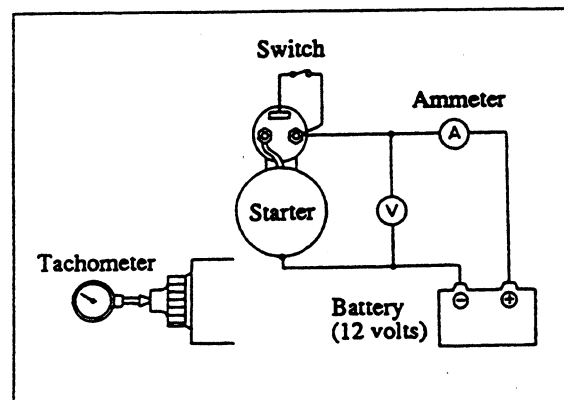 Switch
Ammeter
A
Starter
V
Tachometer
Battery
(12 volts)
⊖ ⊕